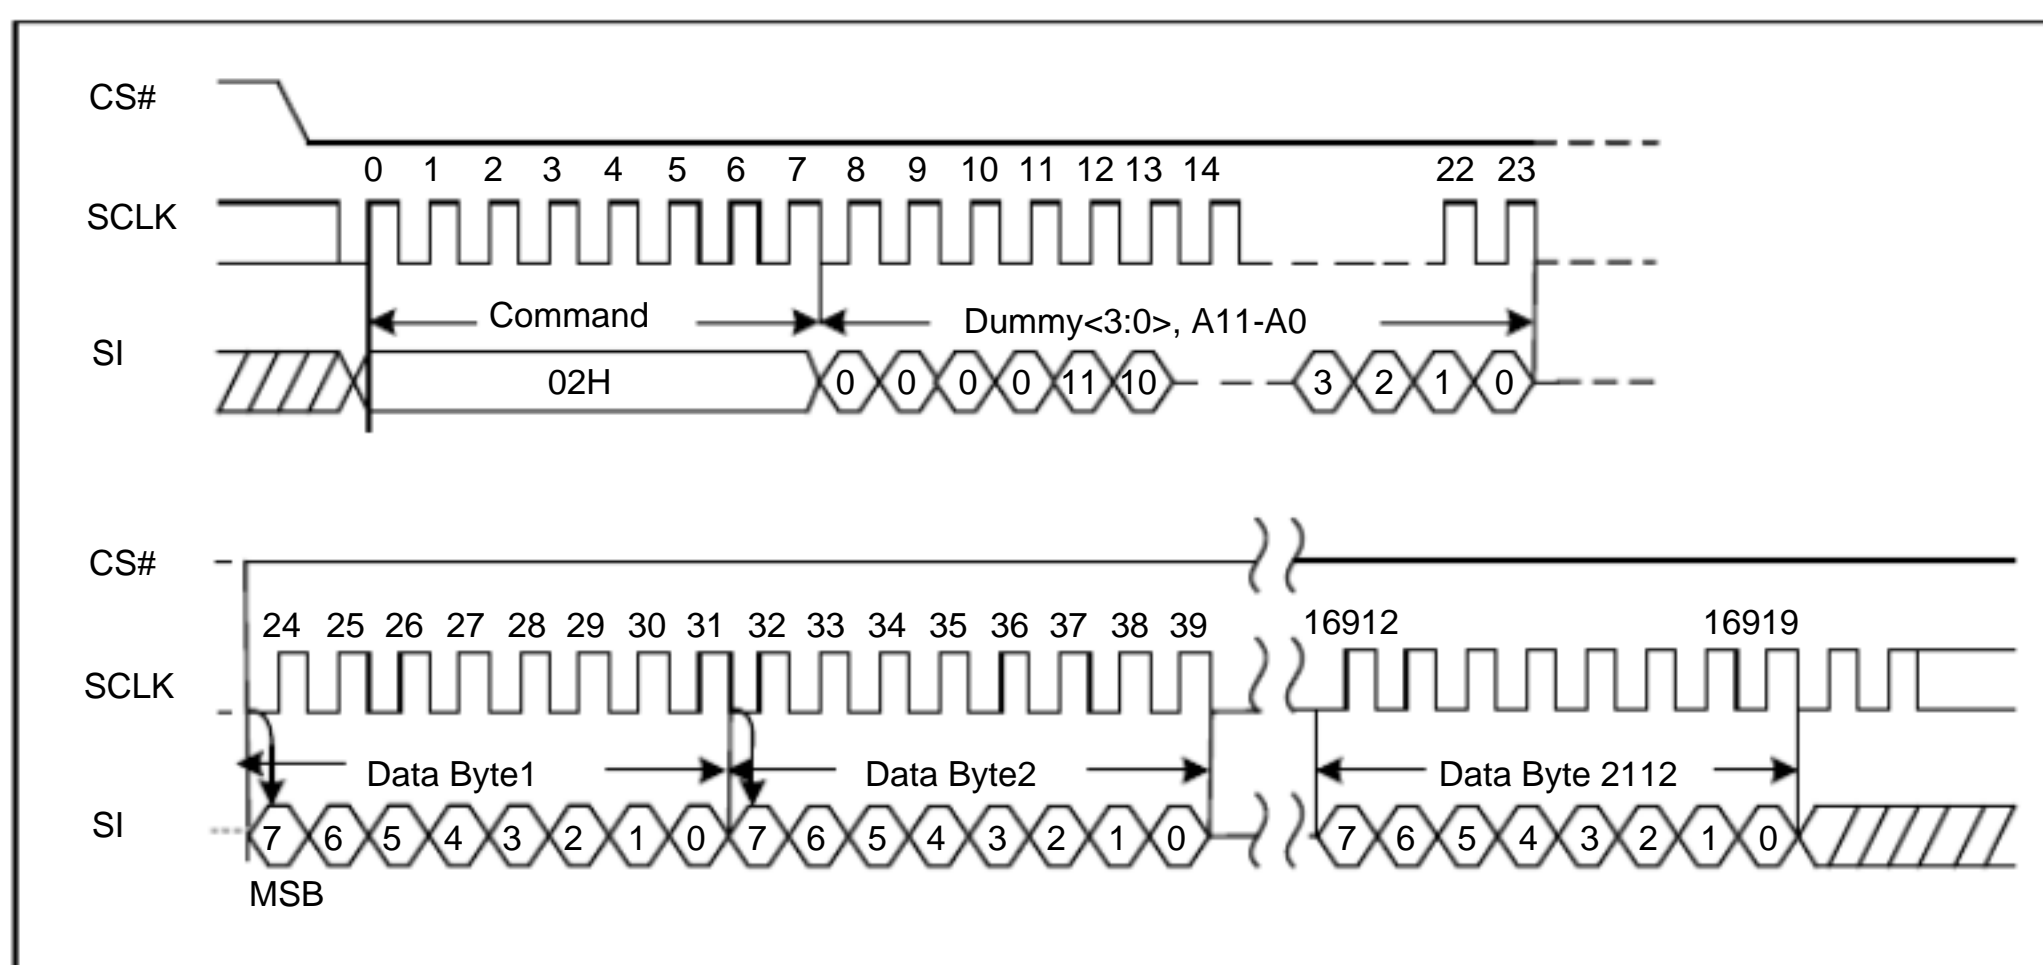 CS#
0 1 2 3 4 5 6 7 8 9 10 11 12 13 14 22 23
SCLK
Command Dummy<3:0>, A11-A0
SI
02H 0 0 0 0 11 10 3 2 1 0
CS#
24 25 26 27 28 29 30 31 32 33 34 35 36 37 38 39 16912 16919
SCLK
Data Byte1 Data Byte2 Data Byte 2112
SI 7 6 5 4 3 2 1 0 7 6 5 4 3 2 1 0 7 6 5 4 3 2 1 0
MSB